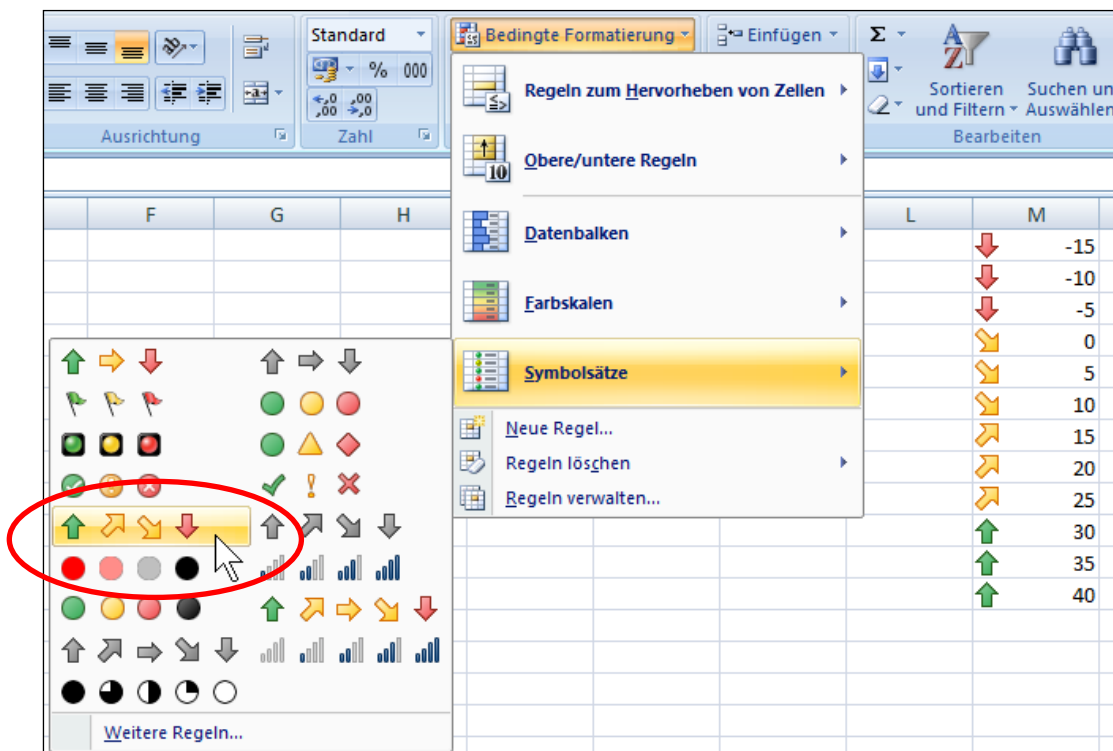 Standard
Bedingte Formatierung
Einfügen
Σ
A
Z
% 000
,0 ,00
,00 ,0
Sortieren
und Filtern
Suchen un
Auswählen
Ausrichtung
Zahl
Bearbeiten
Regeln zum Hervorheben von Zellen
10
Obere/untere Regeln
Datenbalken
Farbskalen
Symbolsätze
Neue Regel...
Regeln löschen
Regeln verwalten...
F G H L M
-15
-10
-5
0
5
10
15
20
25
30
35
40
Weitere Regeln...